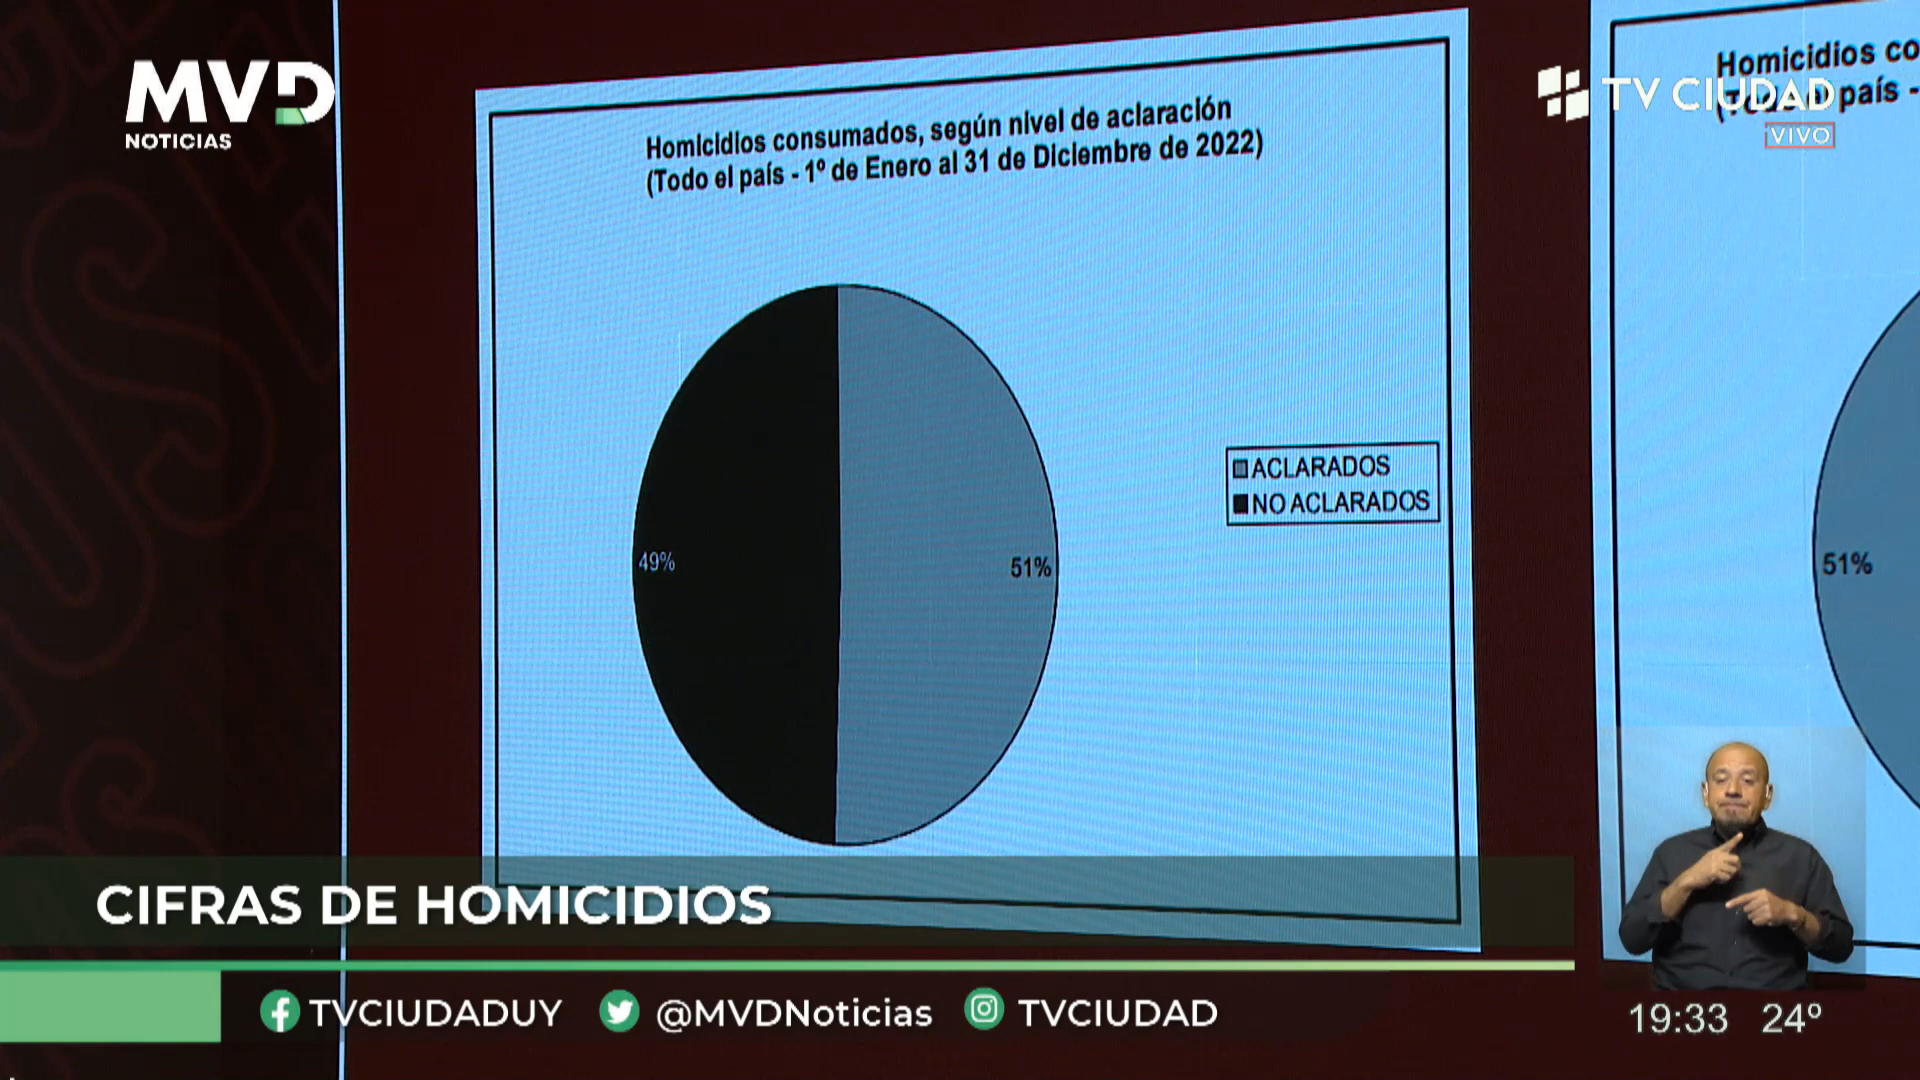 MVD
NOTICIAS
TV CIUDAD
VIVO
Homicidios consumados, según nivel de aclaración
(Todo el país - 1º de Enero al 31 de Diciembre de 2022)
49%
51%
ACLARADOS
NO ACLARADOS
Homicidios co
país -
51%
CIFRAS DE HOMICIDIOS
TVCIUDADUY
@MVDNoticias
TVCIUDAD
19:33 24º